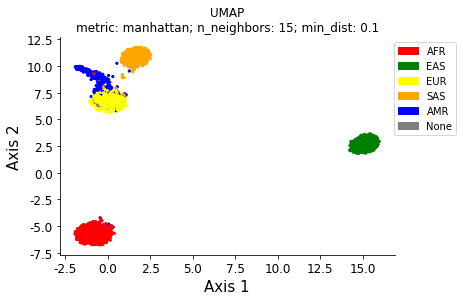 UMAP
metric: manhattan; n_neighbors: 15; min_dist: 0.1
12.5
10.0
7.5
5.0
2.5
0.0
−2.5
−5.0
−7.5
Axis 2
−2.5 0.0 2.5 5.0 7.5 10.0 12.5 15.0
Axis 1
AFR
EAS
EUR
SAS
AMR
None